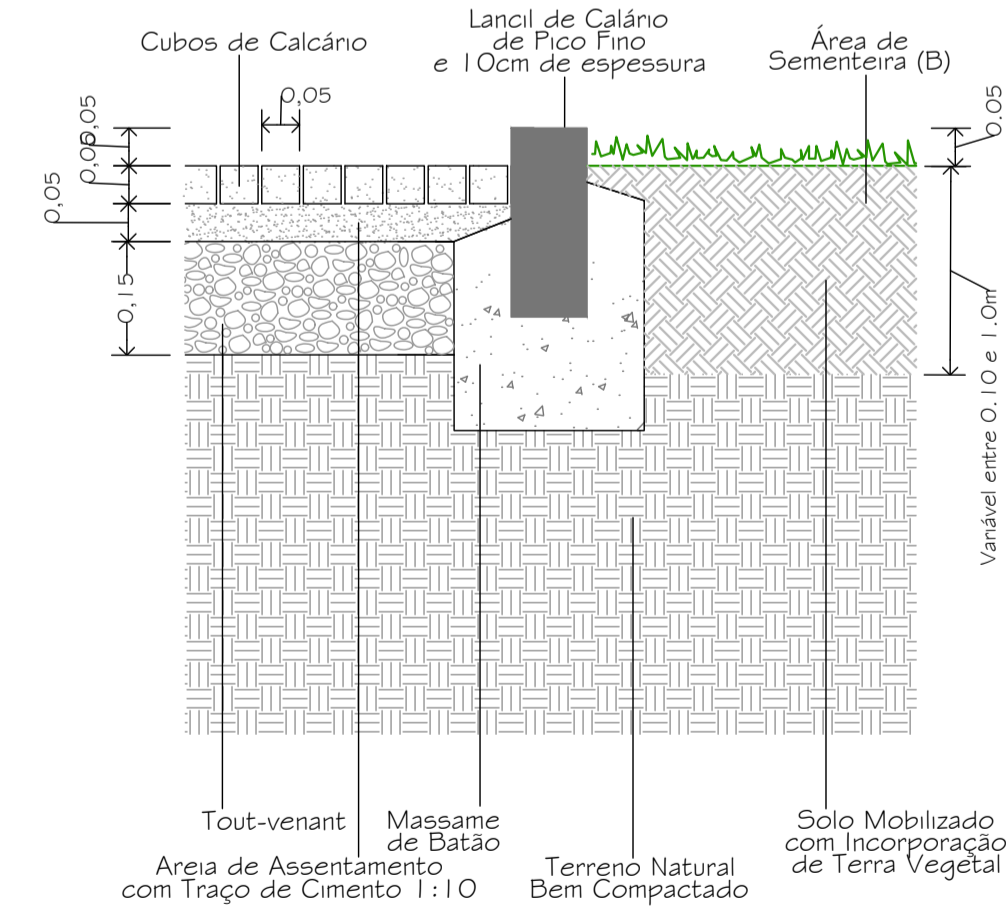 Lancil de Calário
de Pico Fino
e 10cm de espessura
Cubos de Calcário
Área de
Sementeira (B)
0,05
0,05
0,05
0,05
0,15
0.05
Variável entre 0.10 e 1.0m
Tout-venant
Massame
de Batão
Areia de Assentamento
com Traço de Cimento 1:10
Terreno Natural
Bem Compactado
Solo Mobilizado
com Incorporação
de Terra Vegetal